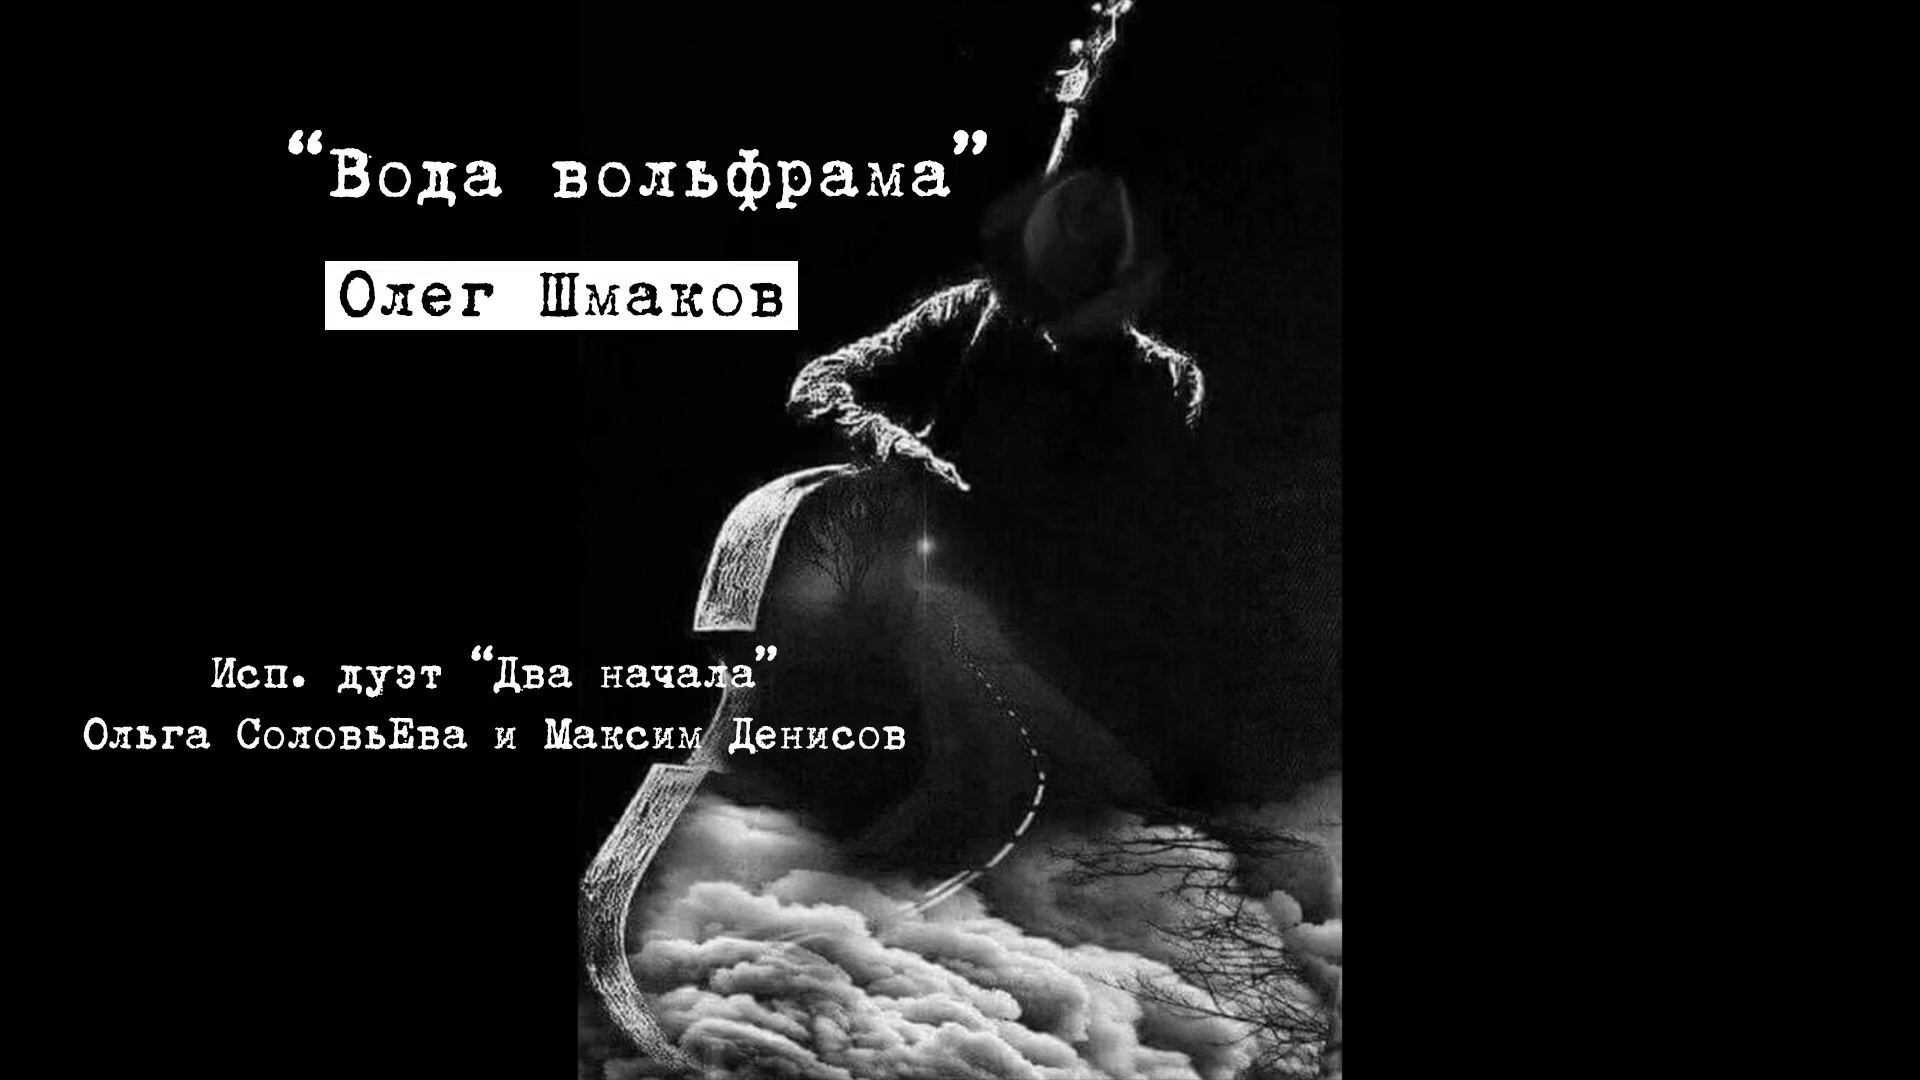 “Вода вольфрама”
Олег Шмаков
Исп. дуэт “Два начала”
Ольга СоловьЕва и Максим Денисов